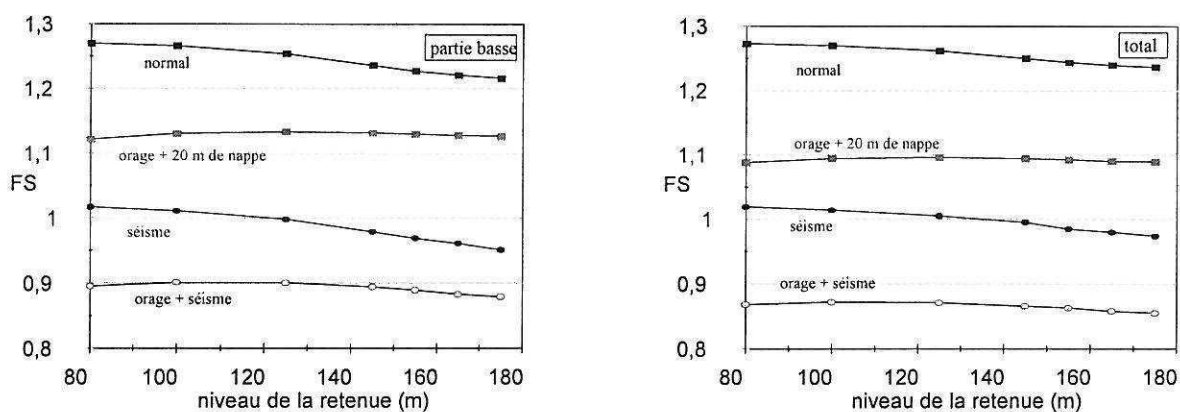 1,3
1,2
1,1
FS
1
0,9
0,8
partie basse
normal
orage + 20 m de nappe
séisme
orage + séisme
80 100 120 140 160 180
niveau de la retenue (m)
1,3
1,2
1,1
FS
1
0,9
0,8
total
normal
orage + 20 m de nappe
séisme
orage + séisme
80 100 120 140 160 180
niveau de la retenue (m)